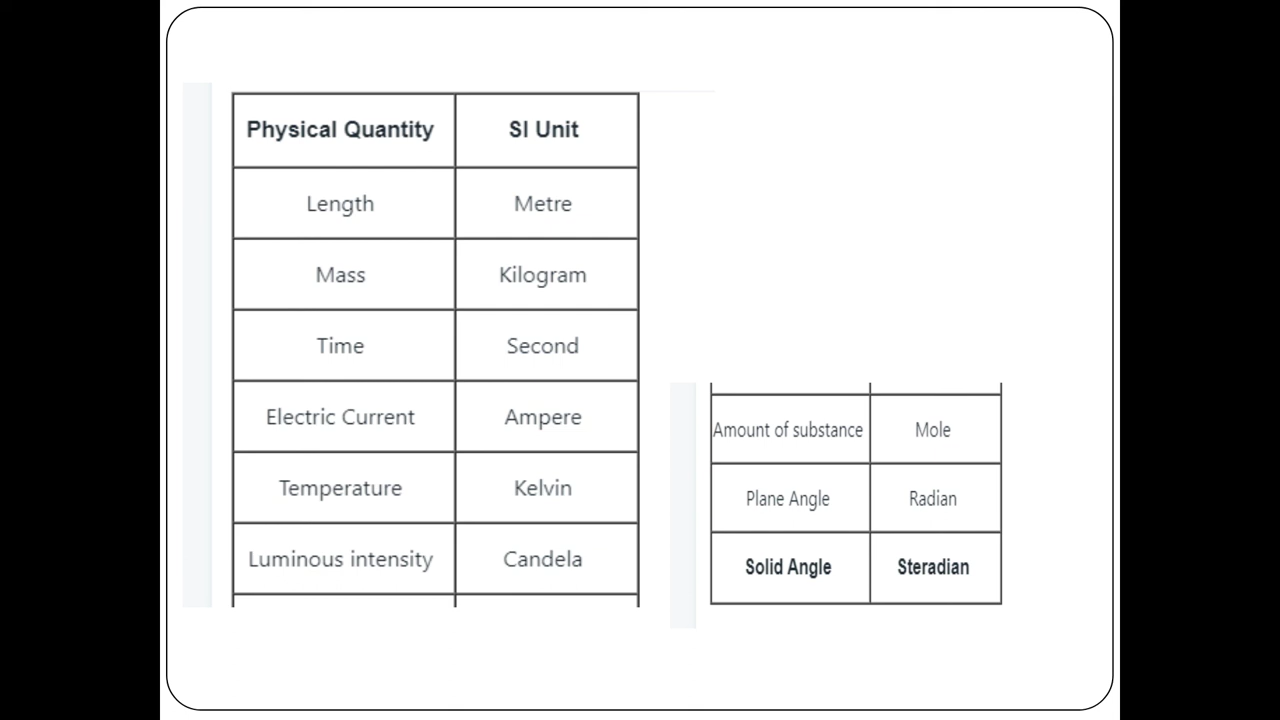 Physical Quantity SI Unit
Length Metre
Mass Kilogram
Time Second
Electric Current Ampere
Temperature Kelvin
Luminous intensity Candela
Amount of substance Mole
Plane Angle Radian
Solid Angle Steradian